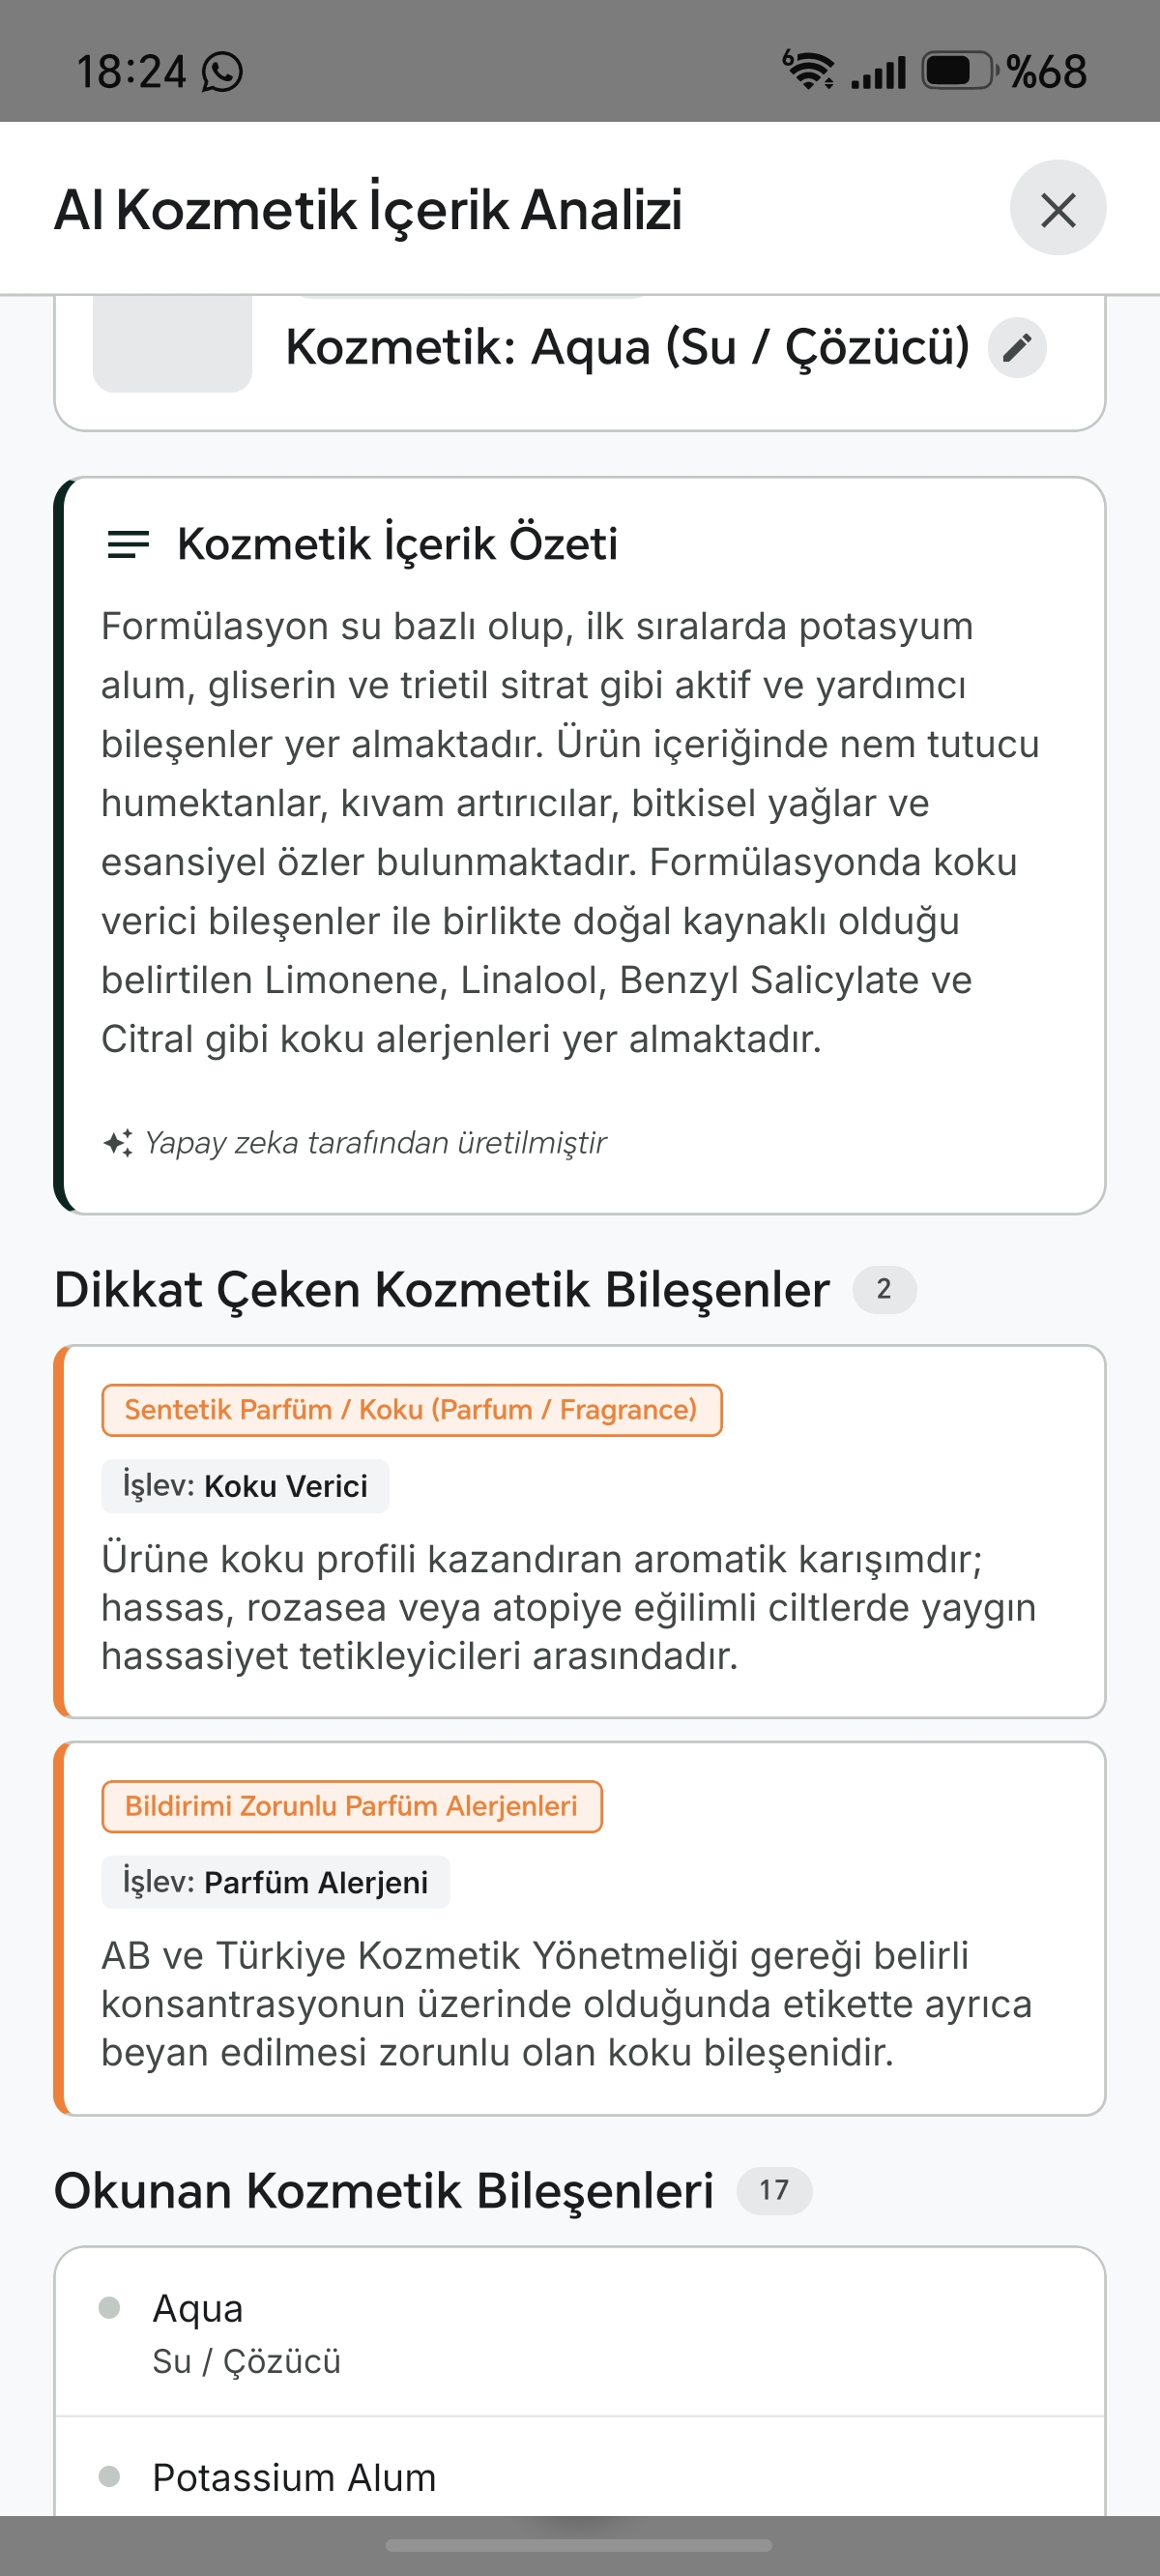 18:24
6
%68
AI Kozmetik İçerik Analizi
Kozmetik: Aqua (Su / Çözücü)
Kozmetik İçerik Özeti
Formülasyon su bazlı olup, ilk sıralarda potasyum
alum, gliserin ve trietil sitrat gibi aktif ve yardımcı
bileşenler yer almaktadır. Ürün içeriğinde nem tutucu
humektanlar, kıvam artırıcılar, bitkisel yağlar ve
esansiyel özler bulunmaktadır. Formülasyonda koku
verici bileşenler ile birlikte doğal kaynaklı olduğu
belirtilen Limonene, Linalool, Benzyl Salicylate ve
Citral gibi koku alerjenleri yer almaktadır.
Yapay zeka tarafından üretilmiştir
Dikkat Çeken Kozmetik Bileşenler 2
Sentetik Parfüm / Koku (Parfum / Fragrance)
İşlev: Koku Verici
Ürüne koku profili kazandıran aromatik karışımdır;
hassas, rozasea veya atopiye eğilimli ciltlerde yaygın
hassasiyet tetikleyicileri arasındadır.
Bildirimi Zorunlu Parfüm Alerjenleri
İşlev: Parfüm Alerjeni
AB ve Türkiye Kozmetik Yönetmeliği gereği belirli
konsantrasyonun üzerinde olduğunda etikette ayrıca
beyan edilmesi zorunlu olan koku bileşenidir.
Okunan Kozmetik Bileşenleri 17
Aqua
Su / Çözücü
Potassium Alum